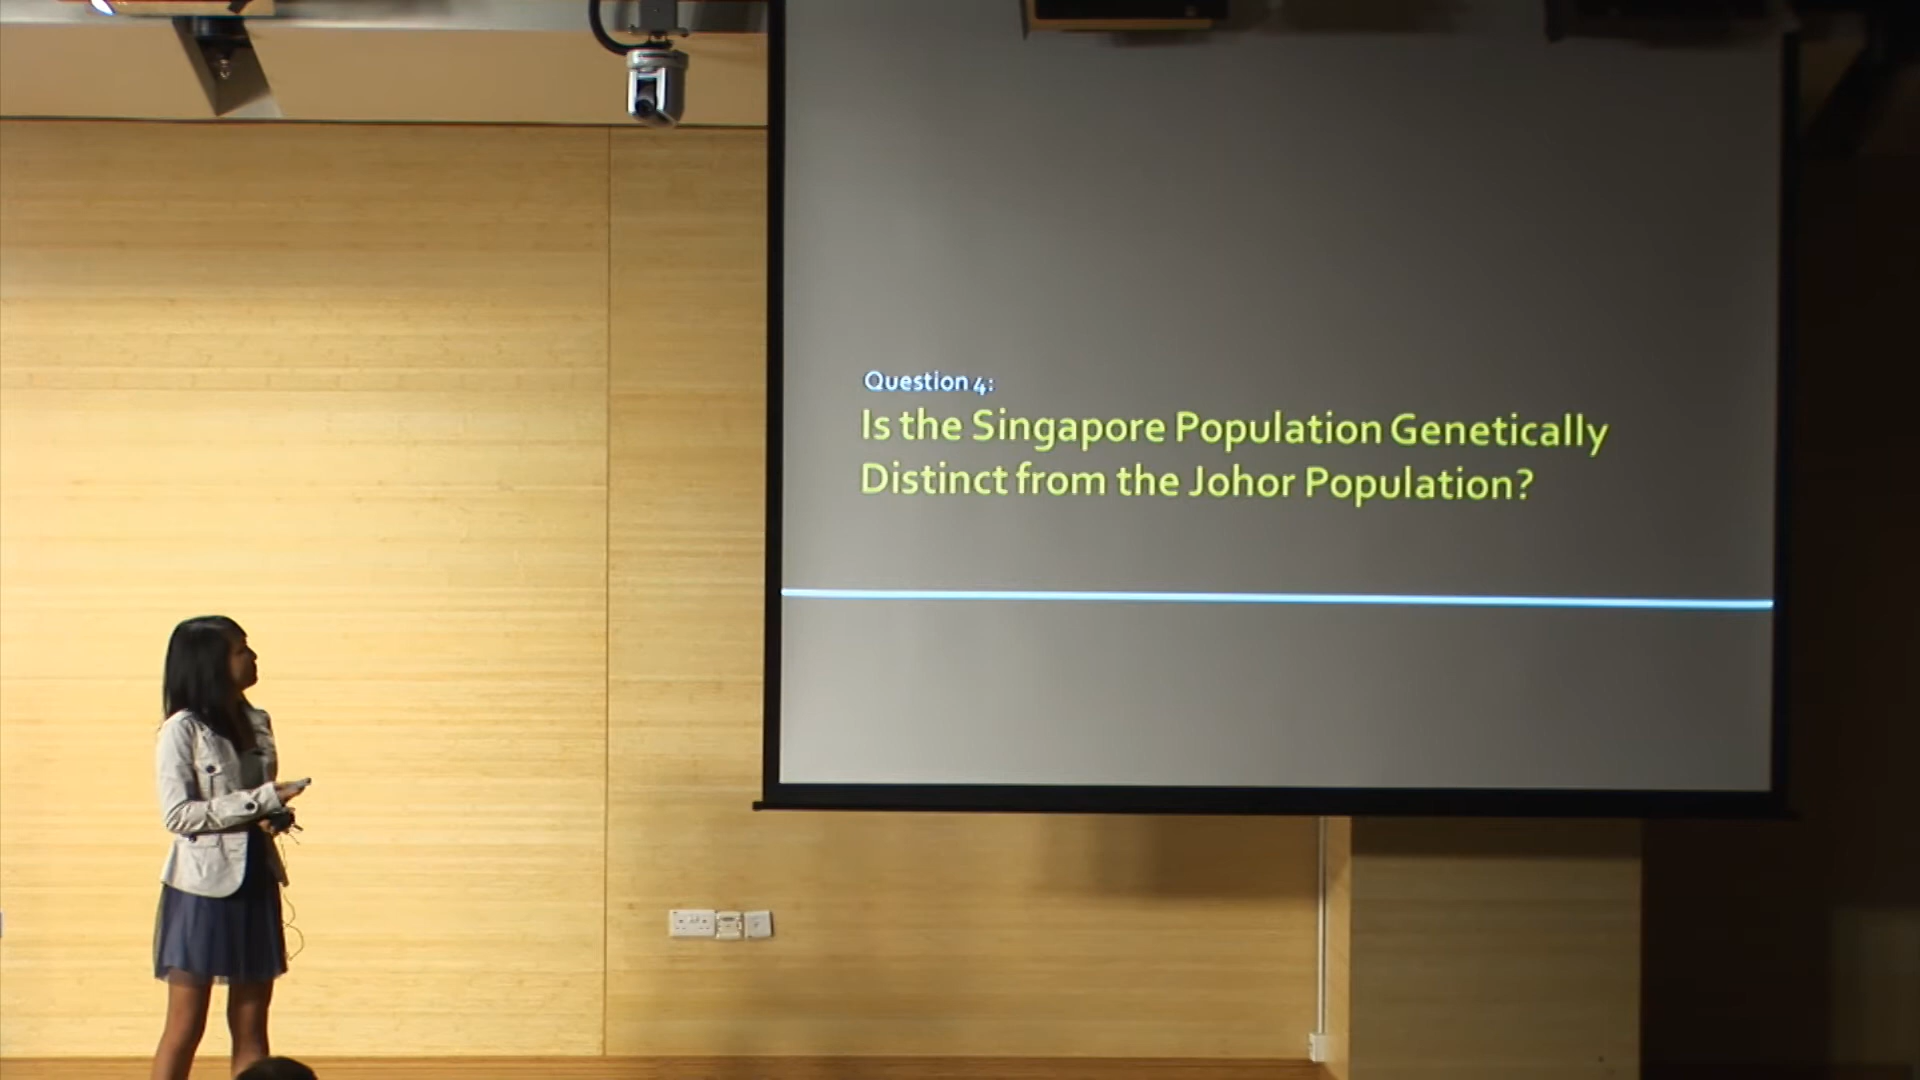 Question 4:
Is the Singapore Population Genetically
Distinct from the Johor Population?